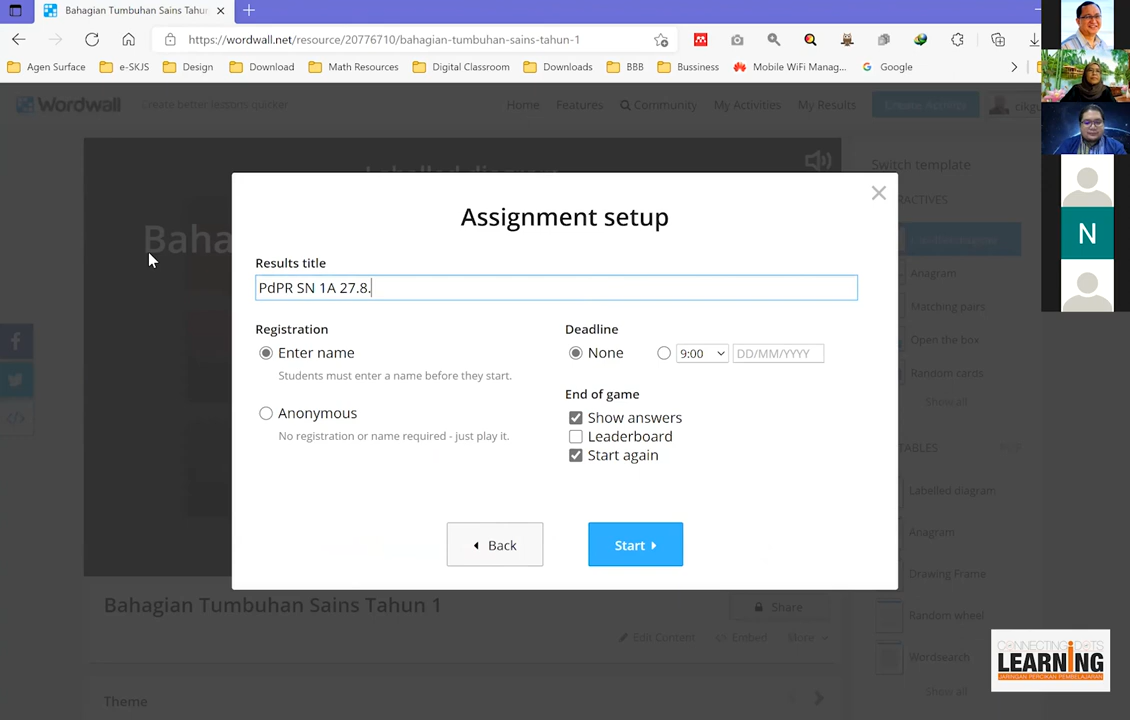 Bahagian Tumbuhan Sains Tahun
https://wordwall.net/resource/20776710/bahagian-tumbuhan-sains-tahun-1
Agen Surface
e-SKJS
Design
Download
Math Resources
Digital Classroom
Downloads
BBB
Bussiness
Mobile WiFi Manag...
Google
Wordwall
Create better lessons quicker
Home
Features
Community
My Activities
My Results
Create Activity
cikgu
Labelled diagram
Baha
Switch template
INTERACTIVES
Anagram
Matching pairs
Open the box
Random cards
Show all
Assignment setup
Results title
PdPR SN 1A 27.8.
Registration
Enter name
Students must enter a name before they start.
Anonymous
No registration or name required - just play it.
Deadline
None
9:00
DD/MM/YYYY
End of game
Show answers
Leaderboard
Start again
Back
Start
Labelled diagram
Anagram
Drawing Frame
Random wheel
Wordsearch
Show all
Bahagian Tumbuhan Sains Tahun 1
Share
Edit Content
Embed
More
Theme
N
CONNECTING DOTS
LEARNiNG
JARINGAN PERCIKAN PEMBELAJARAN